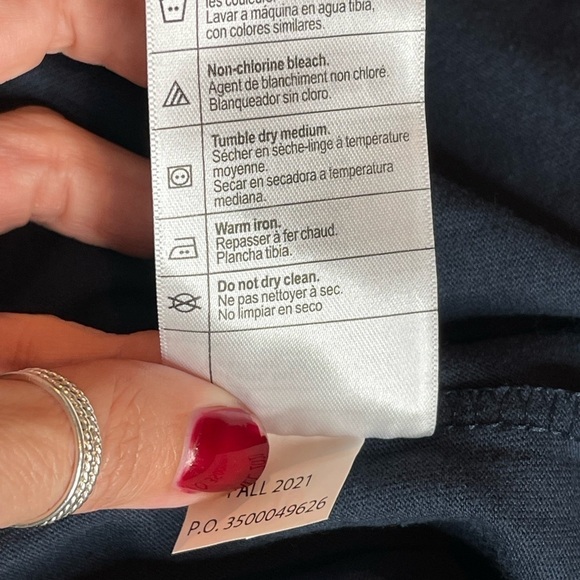 les couleurs
Lavar a máquina en agua tibia,
con colores similares.
Non-chlorine bleach.
Agent de blanchiment non chloré.
Blanqueador sin cloro.
Tumble dry medium.
Sécher en sèche-linge à température
moyenne.
Secar en secadora a temperatura
mediana.
Warm iron.
Repasser à fer chaud.
Plancha tibia.
Do not dry clean.
Ne pas nettoyer à sec.
No limpiar en seco
FALL 2021
P.O. 3500049626